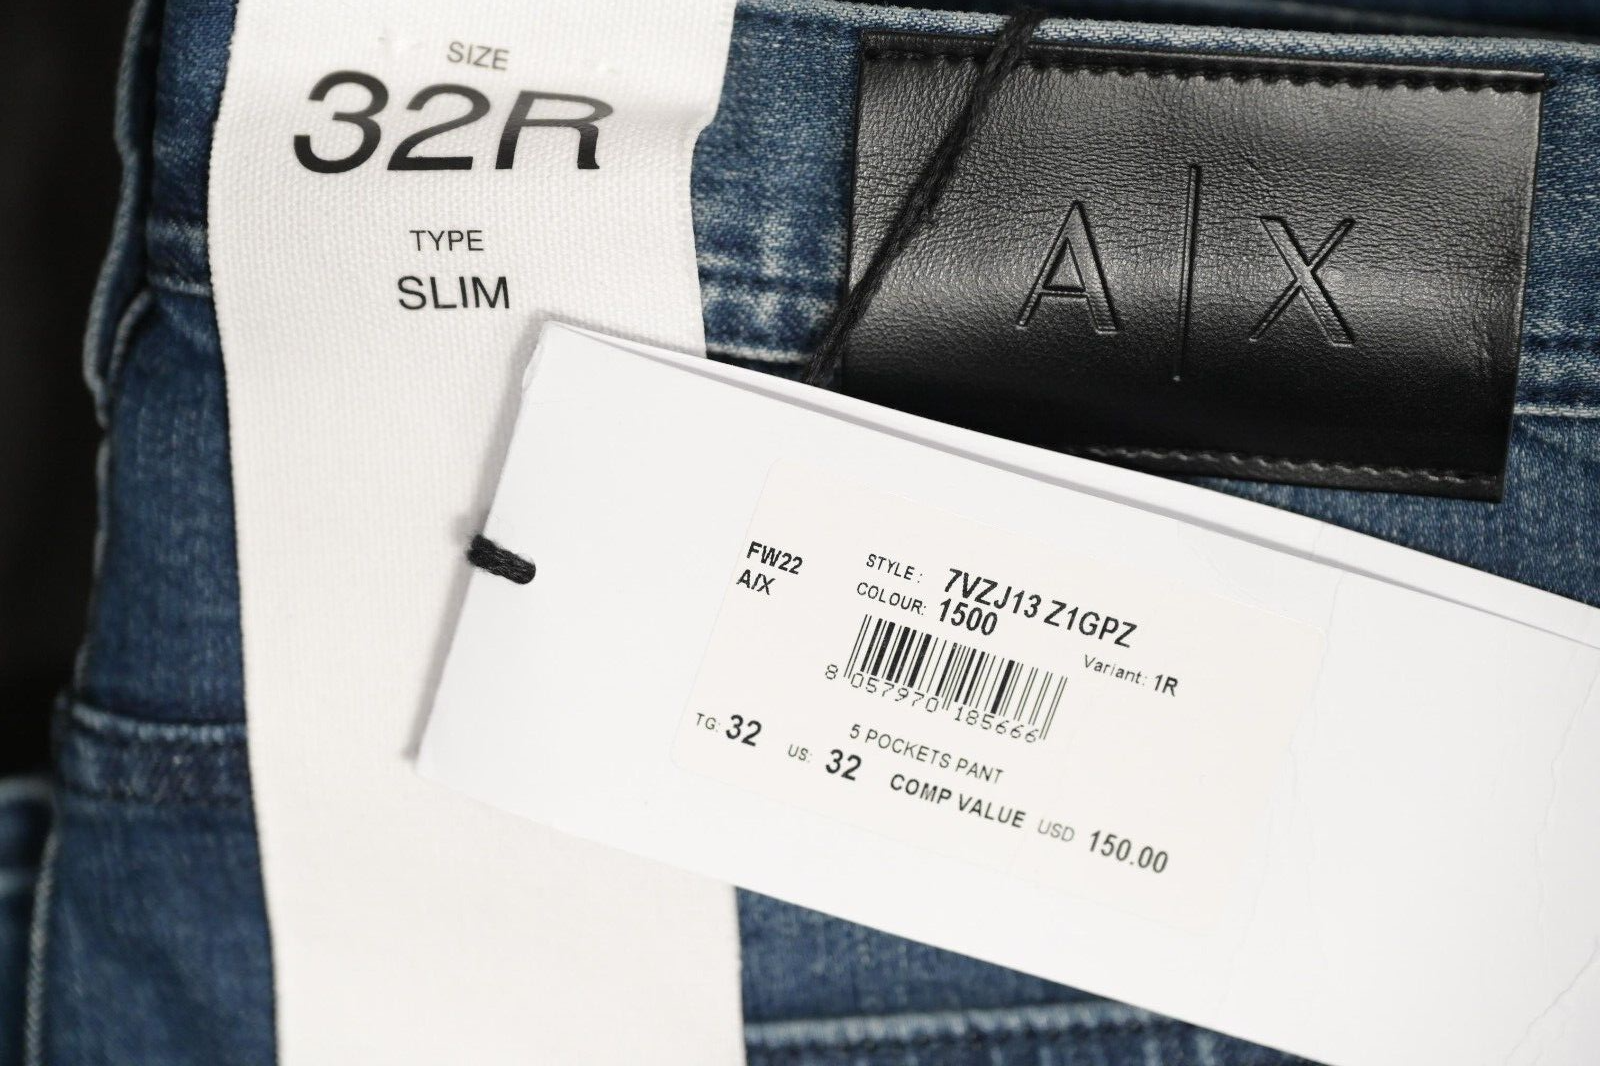 SIZE
32R
TYPE
SLIM
A|X
FW22
A/X
STYLE: 7VZJ13 Z1GPZ
COLOUR: 1500
Variant: 1R
8 057970 185666
TG: 32 US: 32
5 POCKETS PANT
COMP VALUE USD 150.00